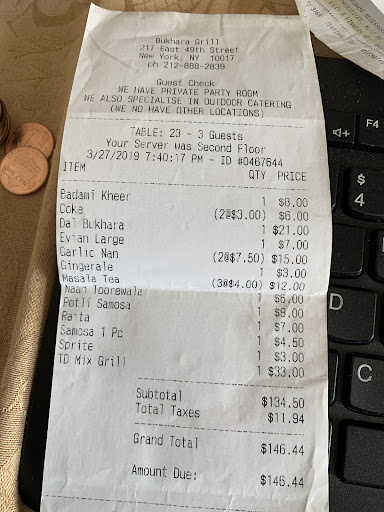 Bukhara Grill
217 East 49th Street
New York, NY 10017
Ph 212-888-2839
Guest Check
WE HAVE PRIVATE PARTY ROOM
WE ALSO SPECIALISE IN OUTDOOR CATERING
(WE NO HAVE OTHER LOCATIONS)
TABLE: 23 - 3 Guests
Your Server was Second Floor
3/27/2019 7:40:17 PM - ID #0467644
ITEM QTY PRICE
Badami Kheer 1 $8.00
Coke (2@$3.00) $6.00
Dal Bukhara 1 $21.00
Evian Large 1 $7.00
Garlic Nan (2@$7.50) $15.00
Gingerale 1 $3.00
Masala Tea (3@$4.00) $12.00
Naan Toorewala 1 $6.00
Potli Samosa 1 $9.00
Raita 1 $7.00
Samosa 1 Pc 1 $4.50
Sprite 1 $3.00
TD Mix Grill 1 $33.00
Subtotal $134.50
Total Taxes $11.94
Grand Total $146.44
Amount Due: $146.44
F4
$
4
D
C